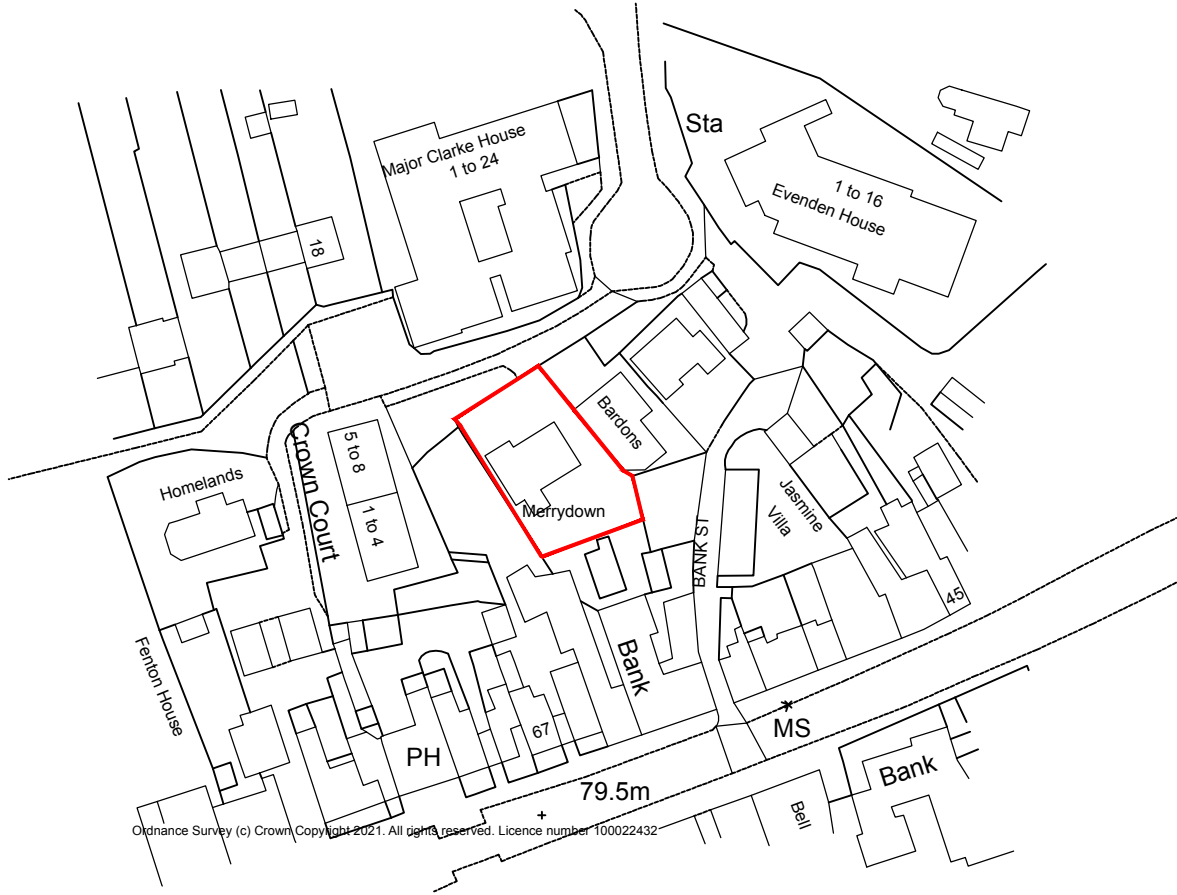 Sta
Major Clarke House
1 to 24
1 to 16
Evenden House
18
Bardons
5 to 8
Crown Court
Homelands
1 to 4
Merrydown
Jasmine
Villa
BANK ST
45
Fenton House
Bank
67
PH
MS
Bank
79.5m
Bell
Ordnance Survey (c) Crown Copyright 2021. All rights reserved. Licence number 100022432